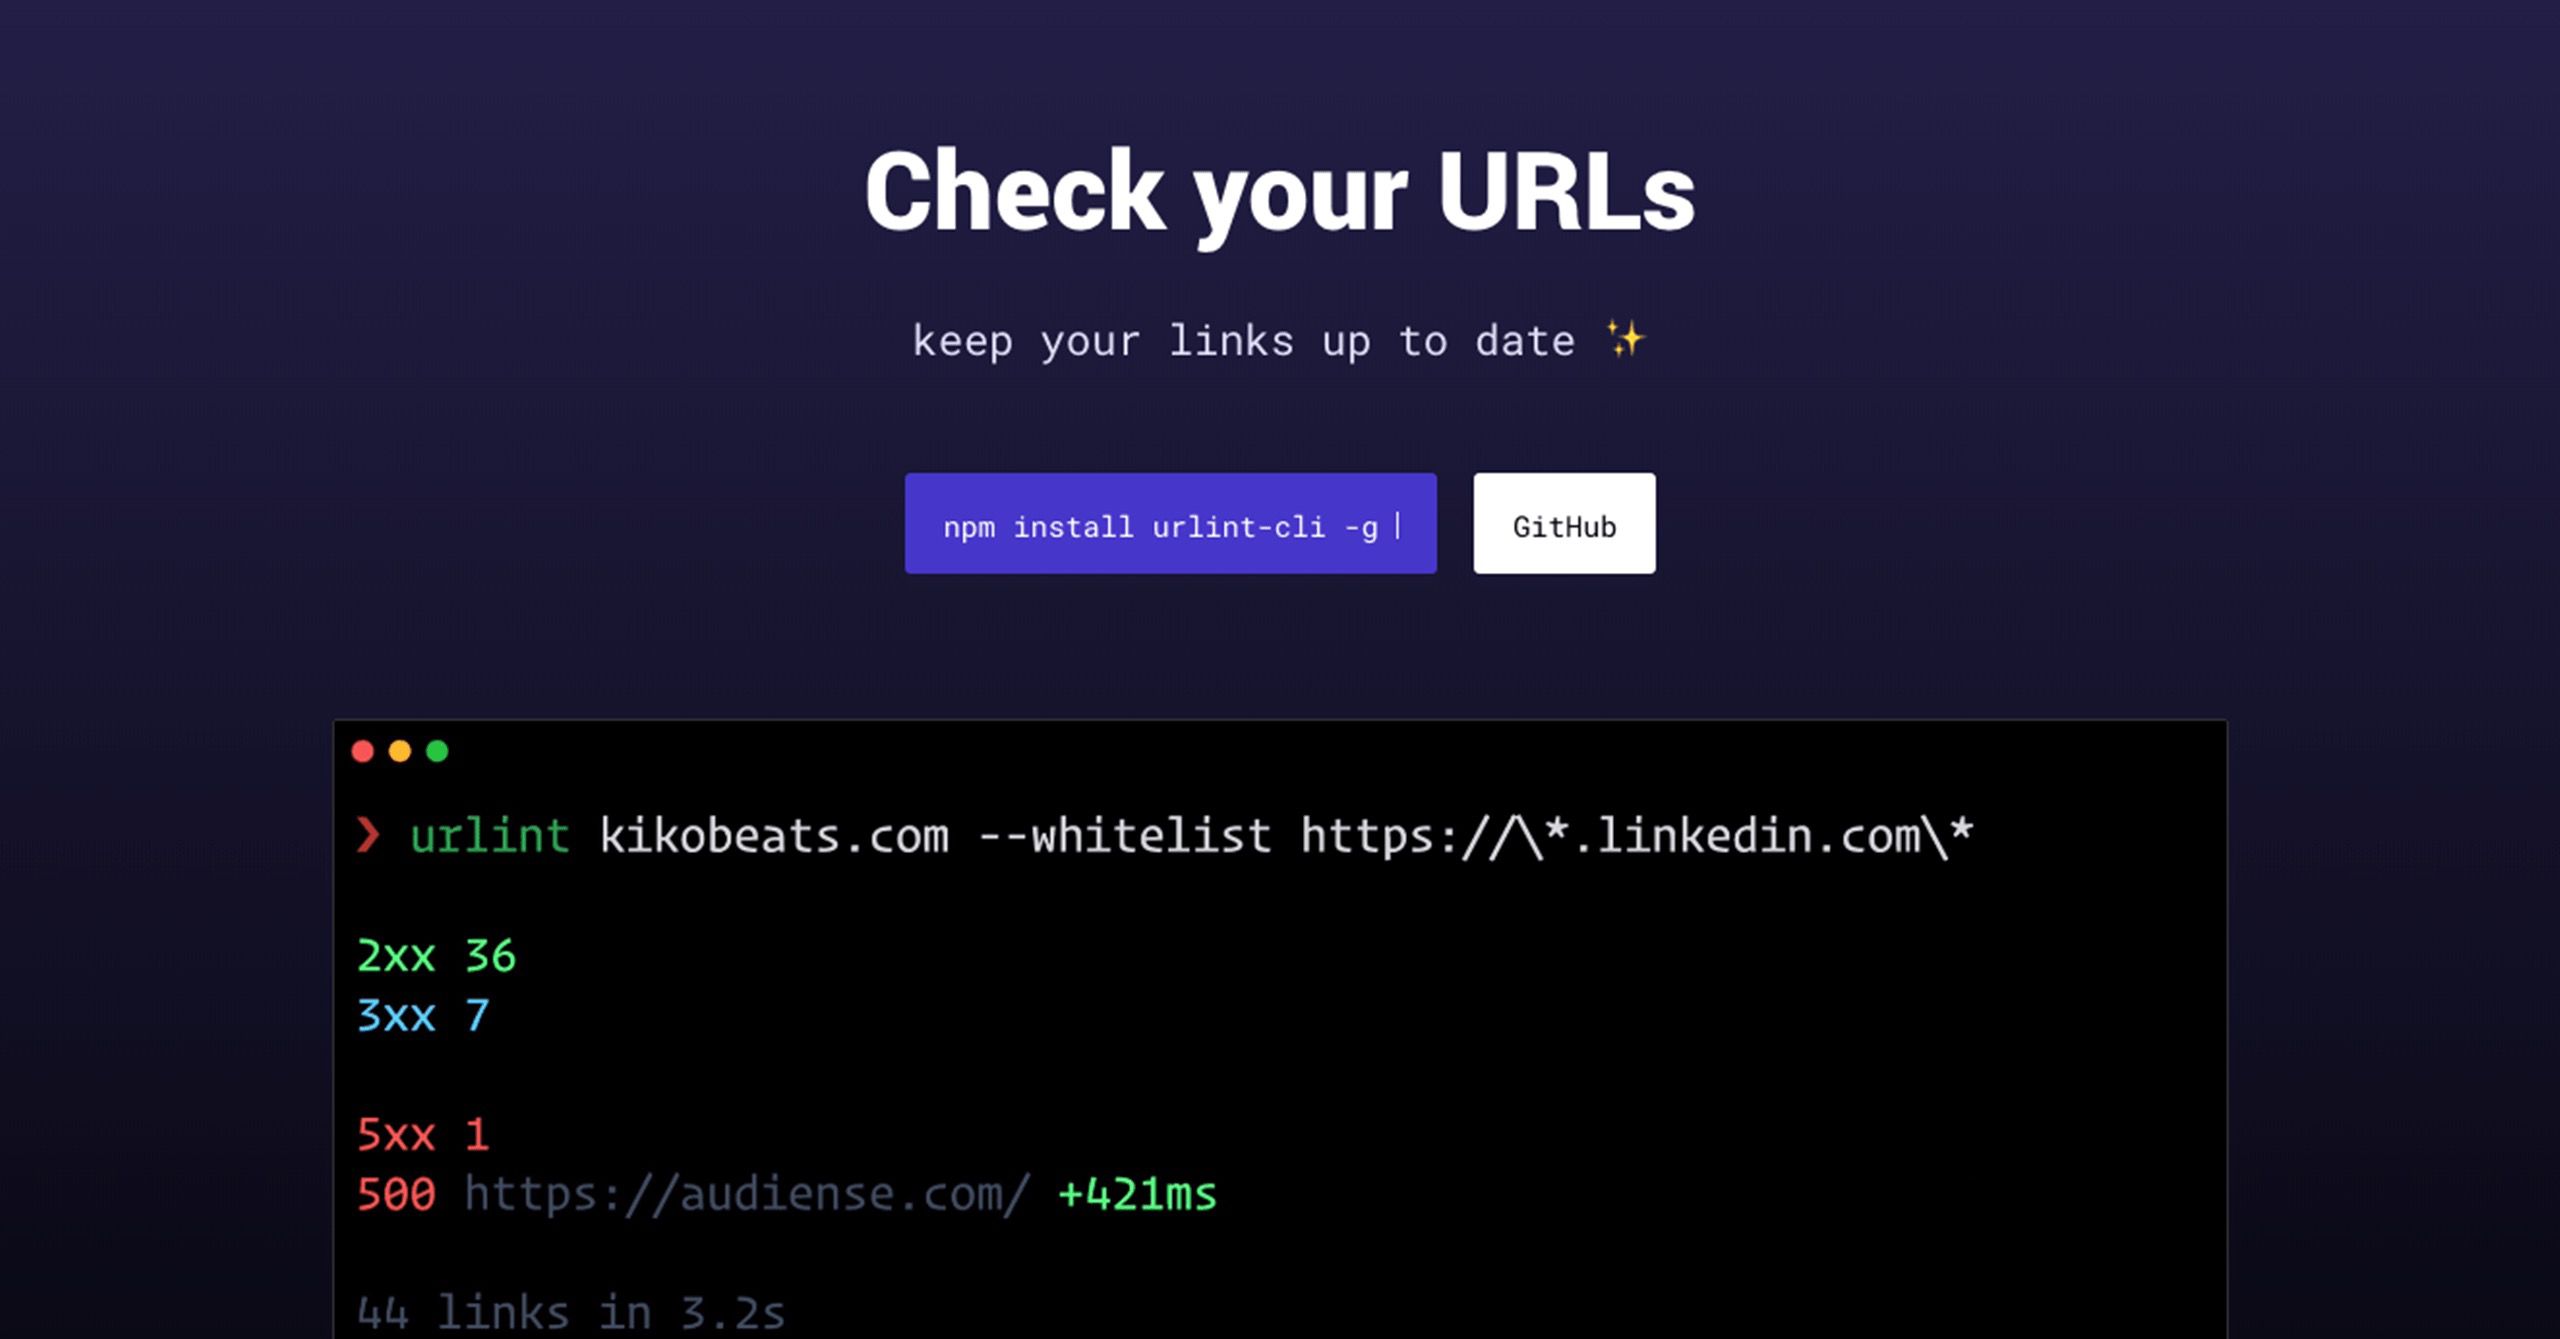 Check your URLs
keep your links up to date ✨
npm install urlint-cli -g |
GitHub
❯ urlint kikobeats.com --whitelist https://\*.linkedin.com\*
2xx 36
3xx 7
5xx 1
500 https://audiense.com/ +421ms
44 links in 3.2s